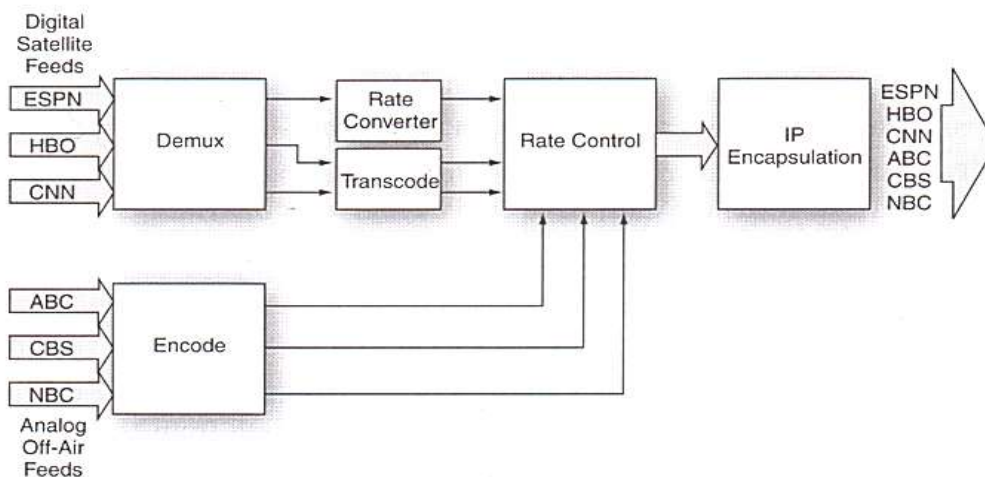 Digital
Satellite
Feeds
ESPN
HBO
CNN
Demux
Rate
Converter
Transcode
Rate Control
IP
Encapsulation
ESPN
HBO
CNN
ABC
CBS
NBC
ABC
CBS
NBC
Encode
Analog
Off-Air
Feeds